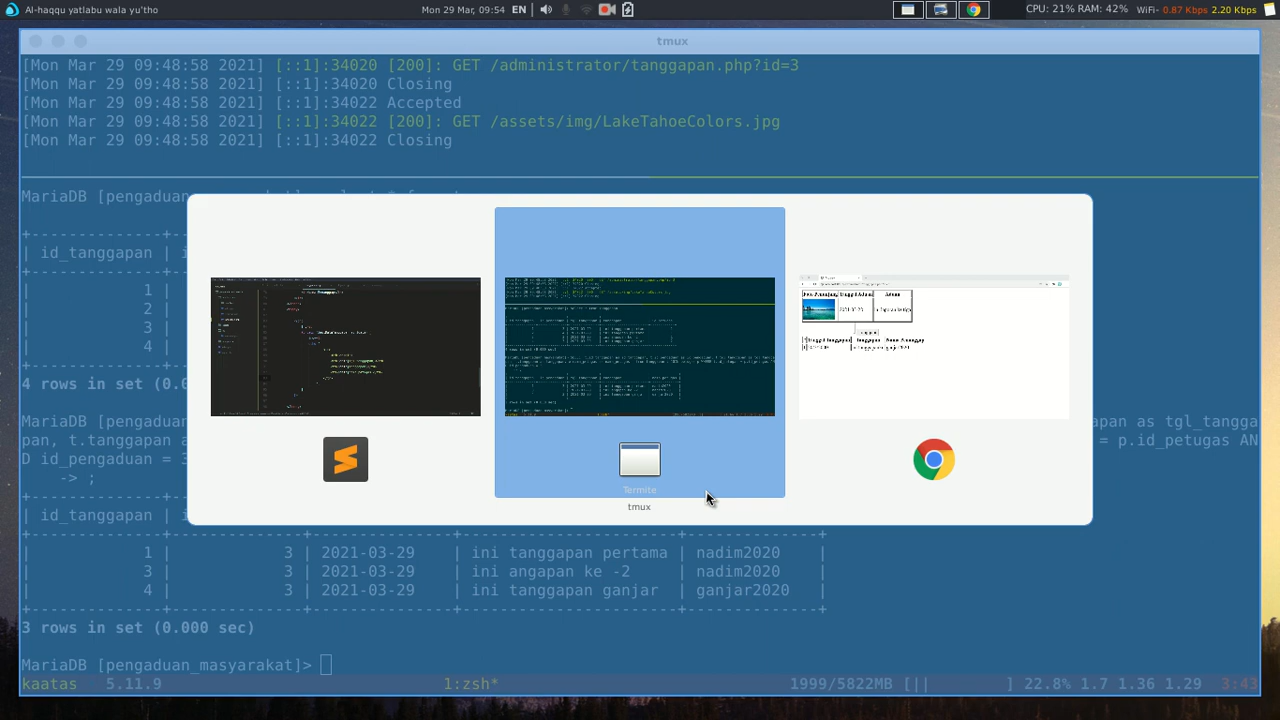 Al-haqqu yatlabu wala yu'tho
Mon 29 Mar, 09:54 EN
CPU: 21% RAM: 42% WiFi- 0.87 Kbps 2.20 Kbps
tmux
[Mon Mar 29 09:48:58 2021] [::1]:34020 [200]: GET /administrator/tanggapan.php?id=3
[Mon Mar 29 09:48:58 2021] [::1]:34020 Closing
[Mon Mar 29 09:48:58 2021] [::1]:34022 Accepted
[Mon Mar 29 09:48:58 2021] [::1]:34022 [200]: GET /assets/img/LakeTahoeColors.jpg
[Mon Mar 29 09:48:58 2021] [::1]:34022 Closing
MariaDB [pengaduan
| id_tanggapan | i
| 1 |
| 2 |
| 3 |
| 4 |
4 rows in set (0.0
MariaDB [pengaduan apan as tgl_tangga
pan, t.tanggapan a = p.id_petugas AN
D id_pengaduan = 3
-> ;
| id_tanggapan | i
Termite
tmux
| 1 | 3 | 2021-03-29 | ini tanggapan pertama | nadim2020 |
| 3 | 3 | 2021-03-29 | ini angapan ke -2 | nadim2020 |
| 4 | 3 | 2021-03-29 | ini tanggapan ganjar | ganjar2020 |
3 rows in set (0.000 sec)
MariaDB [pengaduan_masyarakat]>
kaatas 5.11.9 1:zsh* 1999/5822MB [|| ] 22.8% 1.7 1.36 1.29 3:43